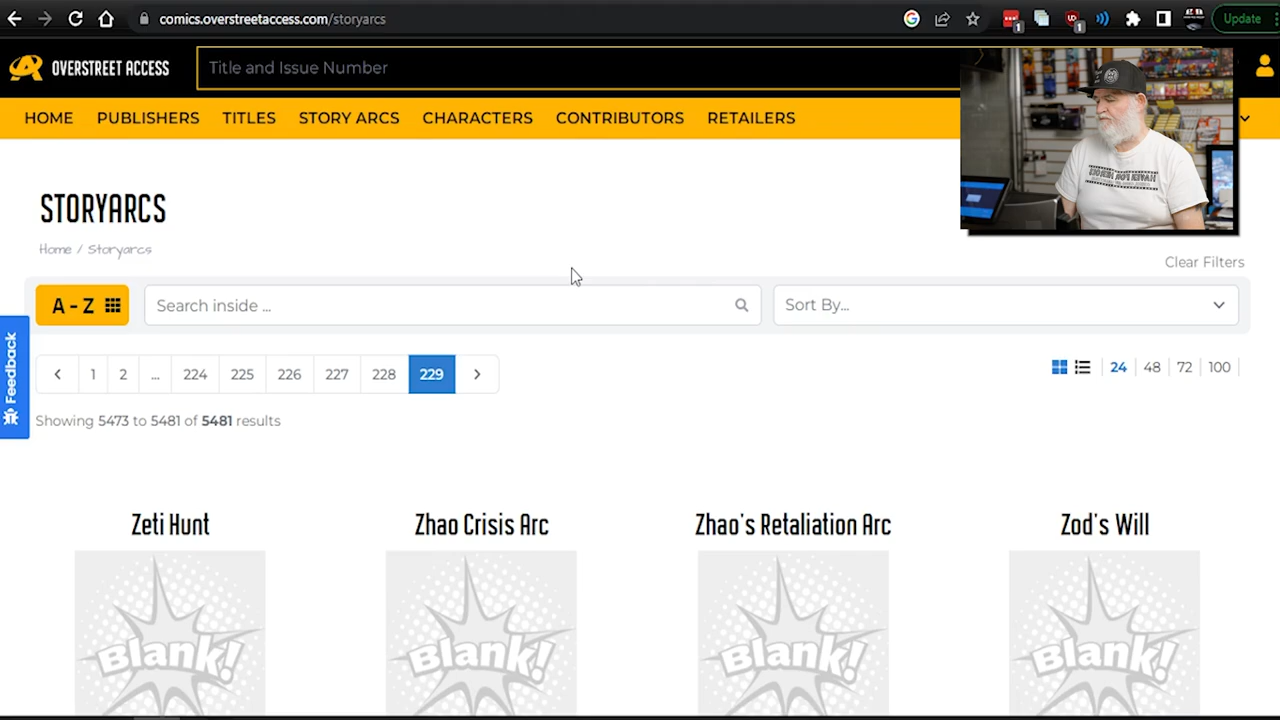 comics.overstreetaccess.com/storyarcs
Update
OVERSTREET ACCESS
Title and Issue Number
HOME PUBLISHERS TITLES STORY ARCS CHARACTERS CONTRIBUTORS RETAILERS
STORYARCS
Home / Storyarcs
Clear Filters
A - Z
Search inside ...
Sort By...
1 2 ... 224 225 226 227 228 229
24 48 72 100
Showing 5473 to 5481 of 5481 results
Feedback
Zeti Hunt
Zhao Crisis Arc
Zhao's Retaliation Arc
Zod's Will
Blank!
Blank!
Blank!
Blank!